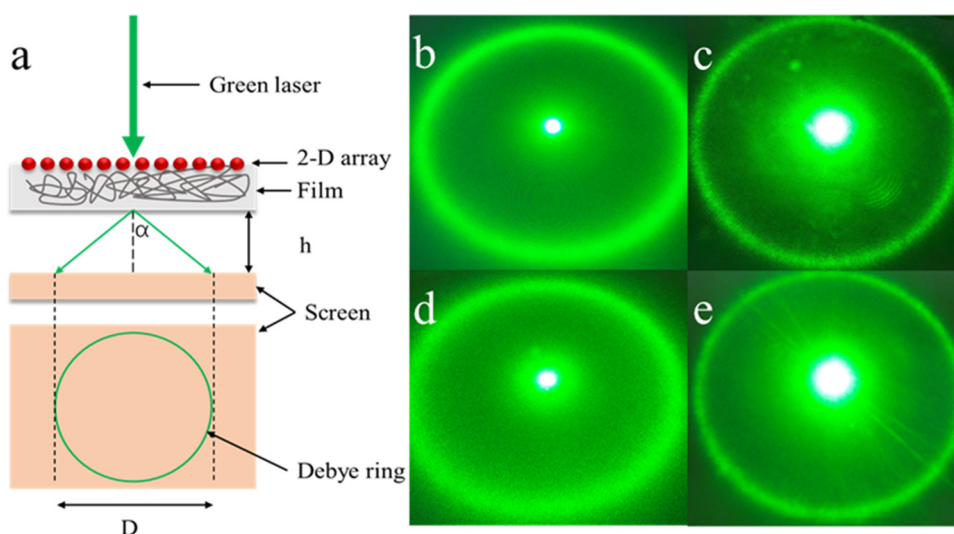 a
Green laser
2-D array
Film
α
h
Screen
Debye ring
D
b
c
d
e